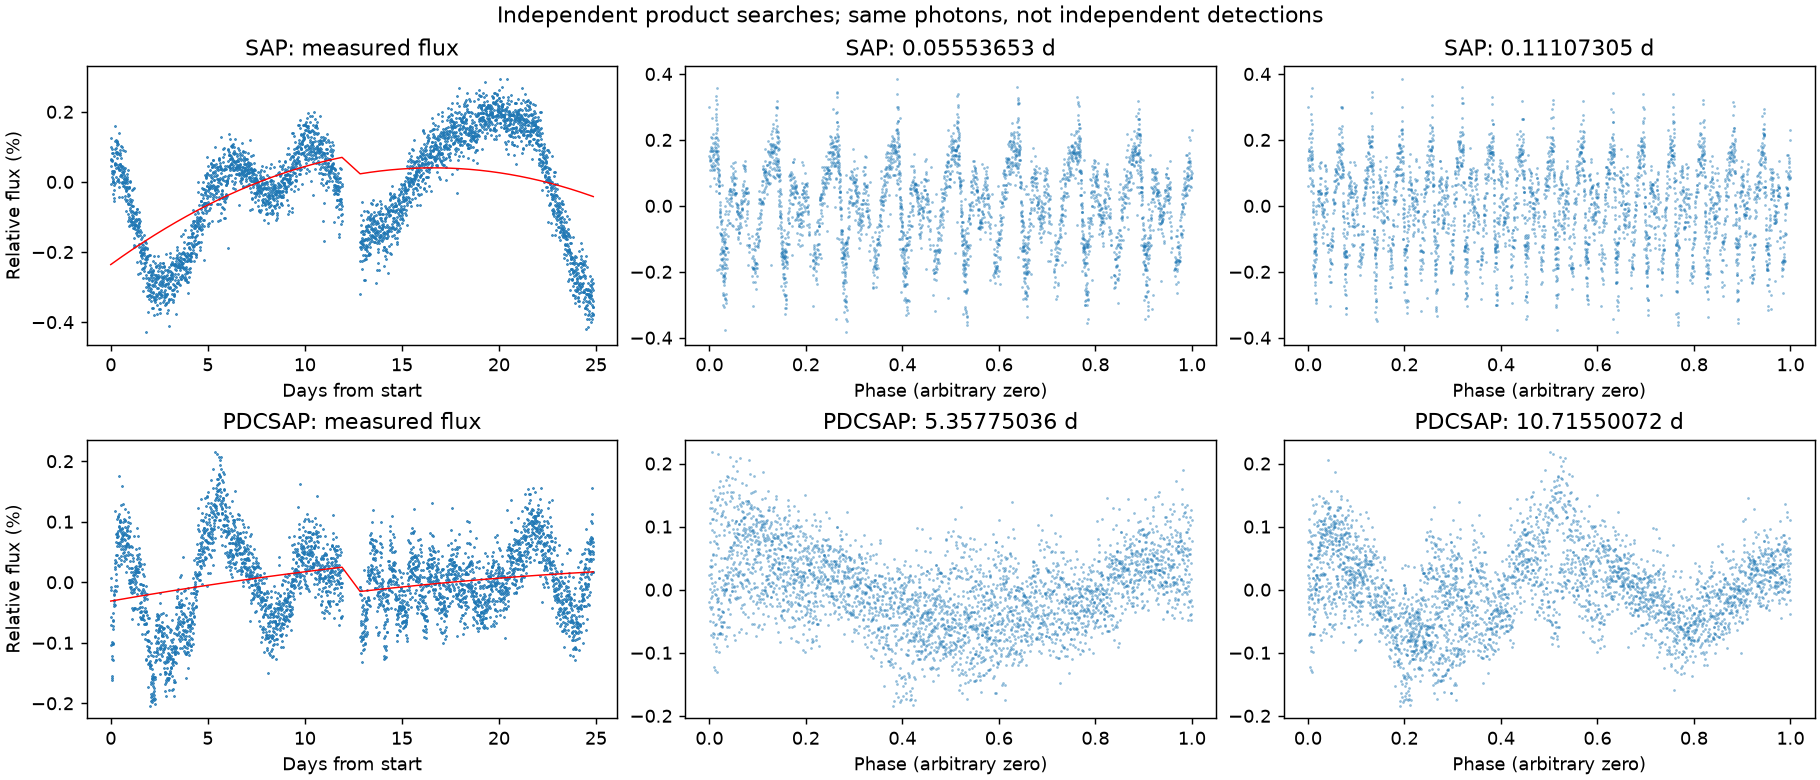 Independent product searches; same photons, not independent detections
SAP: measured flux
SAP: 0.05553653 d
SAP: 0.11107305 d
Relative flux (%)
0.2
0.0
−0.2
−0.4
0 5 10 15 20 25
Days from start
0.4
0.2
0.0
−0.2
−0.4
0.0 0.2 0.4 0.6 0.8 1.0
Phase (arbitrary zero)
0.4
0.2
0.0
−0.2
−0.4
0.0 0.2 0.4 0.6 0.8 1.0
Phase (arbitrary zero)
PDCSAP: measured flux
PDCSAP: 5.35775036 d
PDCSAP: 10.71550072 d
Relative flux (%)
0.2
0.1
0.0
−0.1
−0.2
0 5 10 15 20 25
Days from start
0.2
0.1
0.0
−0.1
−0.2
0.0 0.2 0.4 0.6 0.8 1.0
Phase (arbitrary zero)
0.2
0.1
0.0
−0.1
−0.2
0.0 0.2 0.4 0.6 0.8 1.0
Phase (arbitrary zero)